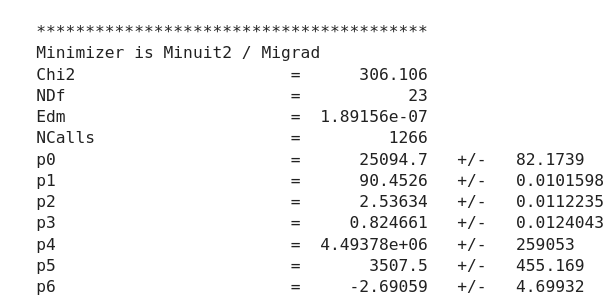 ****************************************
Minimizer is Minuit2 / Migrad
Chi2                      =      306.106
NDf                       =           23
Edm                       =  1.89156e-07
NCalls                    =         1266
p0                        =      25094.7   +/-   82.1739
p1                        =      90.4526   +/-   0.0101598
p2                        =      2.53634   +/-   0.0112235
p3                        =     0.824661   +/-   0.0124043
p4                        =  4.49378e+06   +/-   259053
p5                        =       3507.5   +/-   455.169
p6                        =     -2.69059   +/-   4.69932